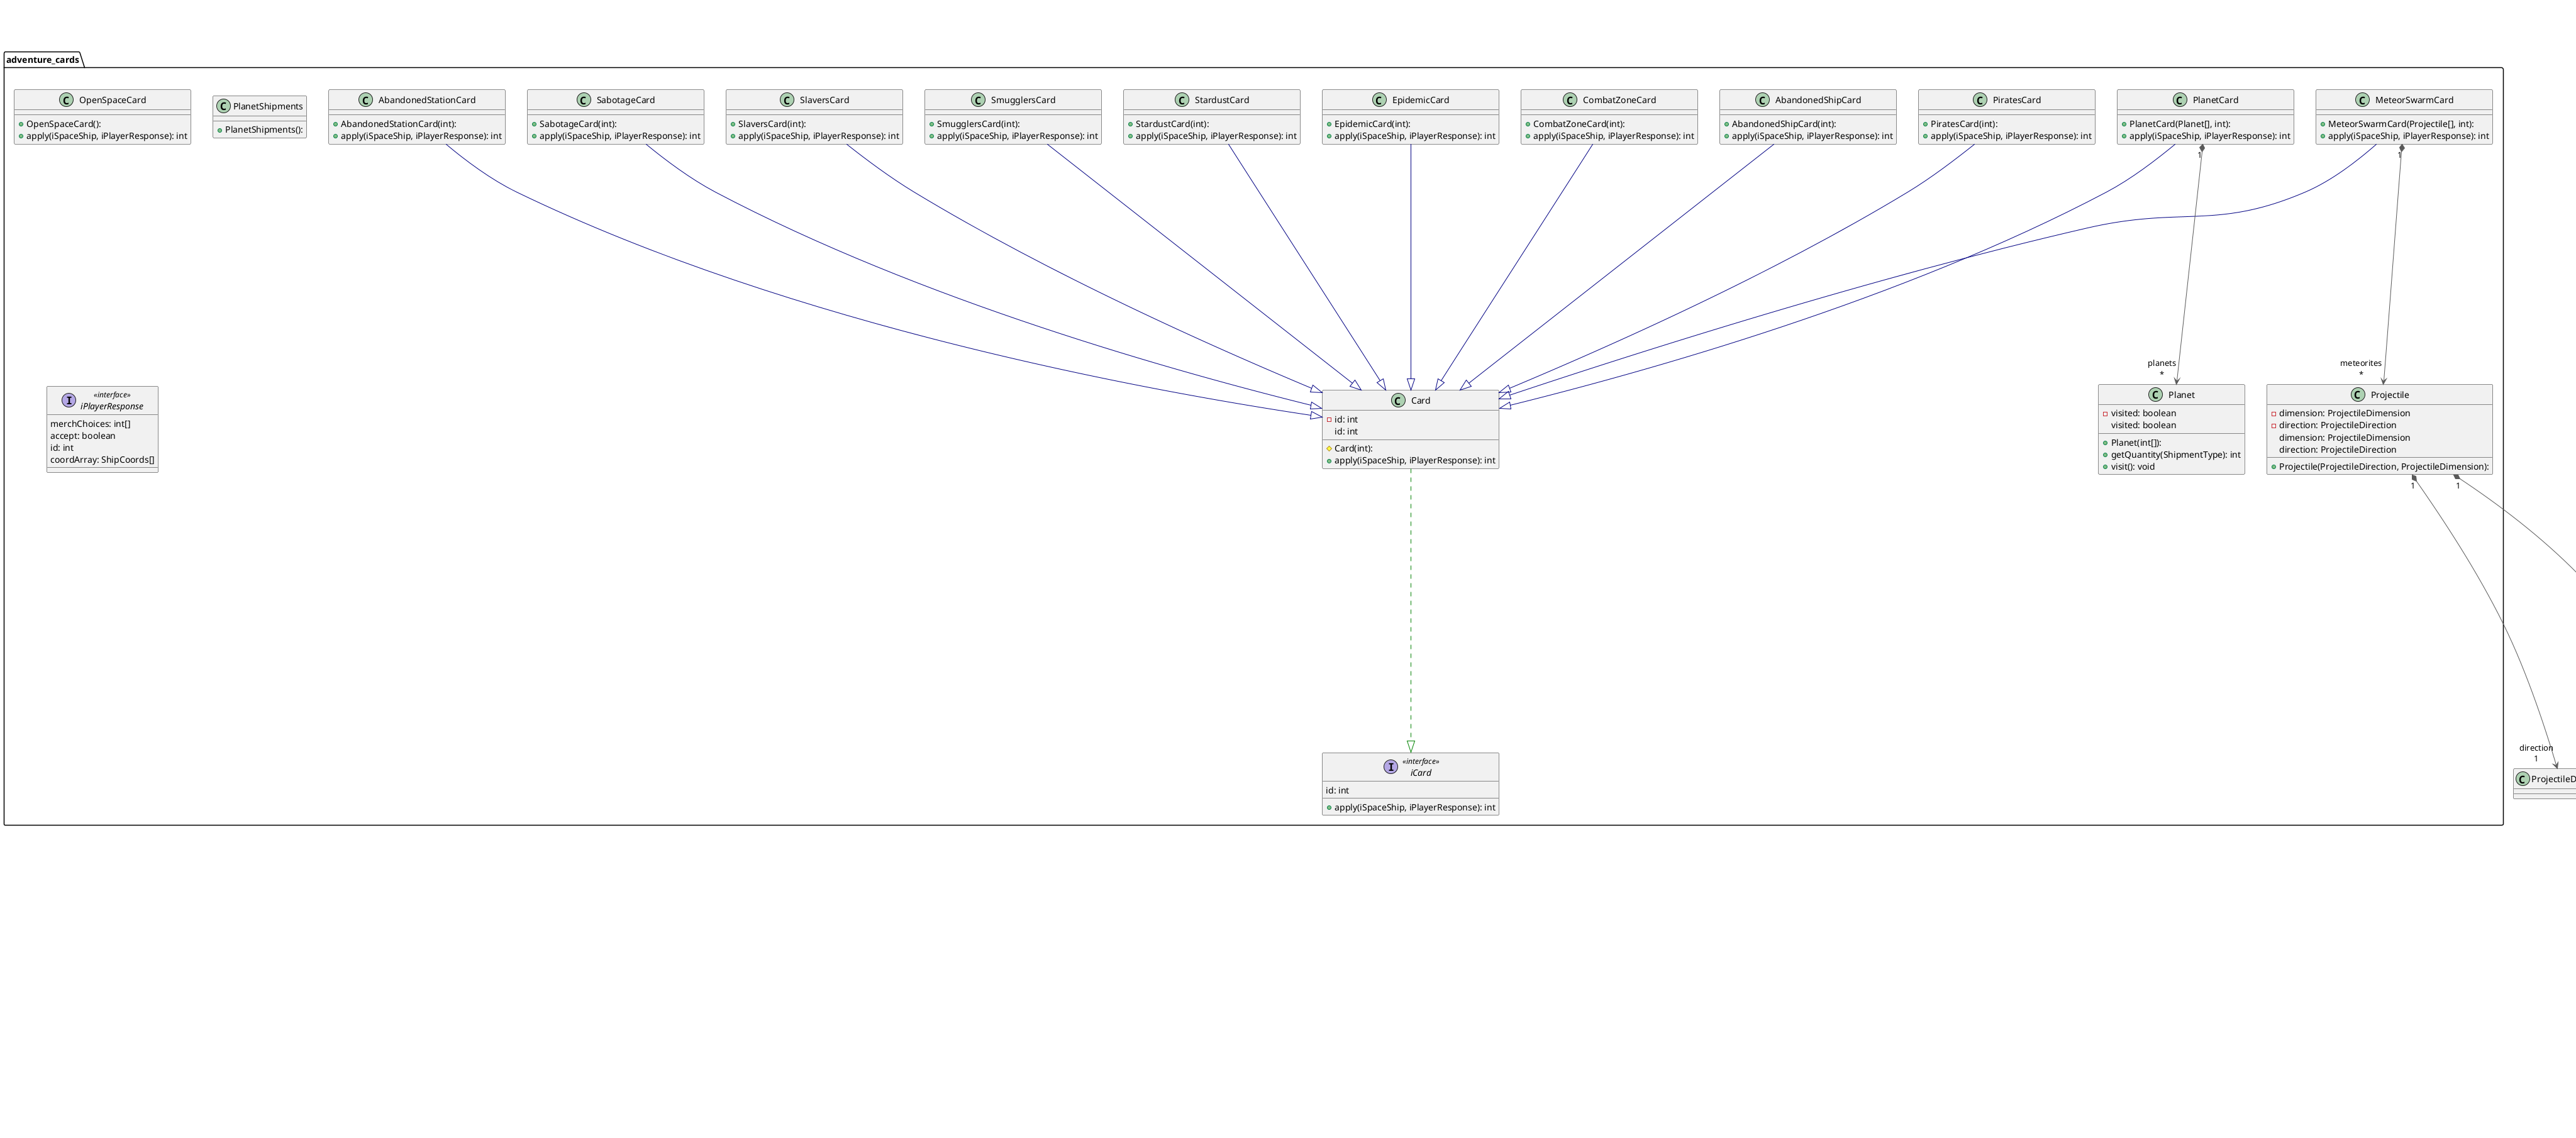 adventure_cards
OpenSpaceCard
OpenSpaceCard():
apply(iSpaceShip, iPlayerResponse): int
PlanetShipments
PlanetShipments():
AbandonedStationCard
AbandonedStationCard(int):
apply(iSpaceShip, iPlayerResponse): int
SabotageCard
SabotageCard(int):
apply(iSpaceShip, iPlayerResponse): int
SlaversCard
SlaversCard(int):
apply(iSpaceShip, iPlayerResponse): int
SmugglersCard
SmugglersCard(int):
apply(iSpaceShip, iPlayerResponse): int
StardustCard
StardustCard(int):
apply(iSpaceShip, iPlayerResponse): int
EpidemicCard
EpidemicCard(int):
apply(iSpaceShip, iPlayerResponse): int
CombatZoneCard
CombatZoneCard(int):
apply(iSpaceShip, iPlayerResponse): int
AbandonedShipCard
AbandonedShipCard(int):
apply(iSpaceShip, iPlayerResponse): int
PiratesCard
PiratesCard(int):
apply(iSpaceShip, iPlayerResponse): int
PlanetCard
PlanetCard(Planet[], int):
apply(iSpaceShip, iPlayerResponse): int
MeteorSwarmCard
MeteorSwarmCard(Projectile[], int):
apply(iSpaceShip, iPlayerResponse): int
1
1
planets
*
meteorites
*
«interface»
iPlayerResponse
merchChoices: int[]
accept: boolean
id: int
coordArray: ShipCoords[]
Card
id: int
id: int
Card(int):
apply(iSpaceShip, iPlayerResponse): int
Planet
visited: boolean
visited: boolean
Planet(int[]):
getQuantity(ShipmentType): int
visit(): void
Projectile
dimension: ProjectileDimension
direction: ProjectileDirection
dimension: ProjectileDimension
direction: ProjectileDirection
Projectile(ProjectileDirection, ProjectileDimension):
1
1
direction
1
«interface»
iCard
id: int
apply(iSpaceShip, iPlayerResponse): int
ProjectileD